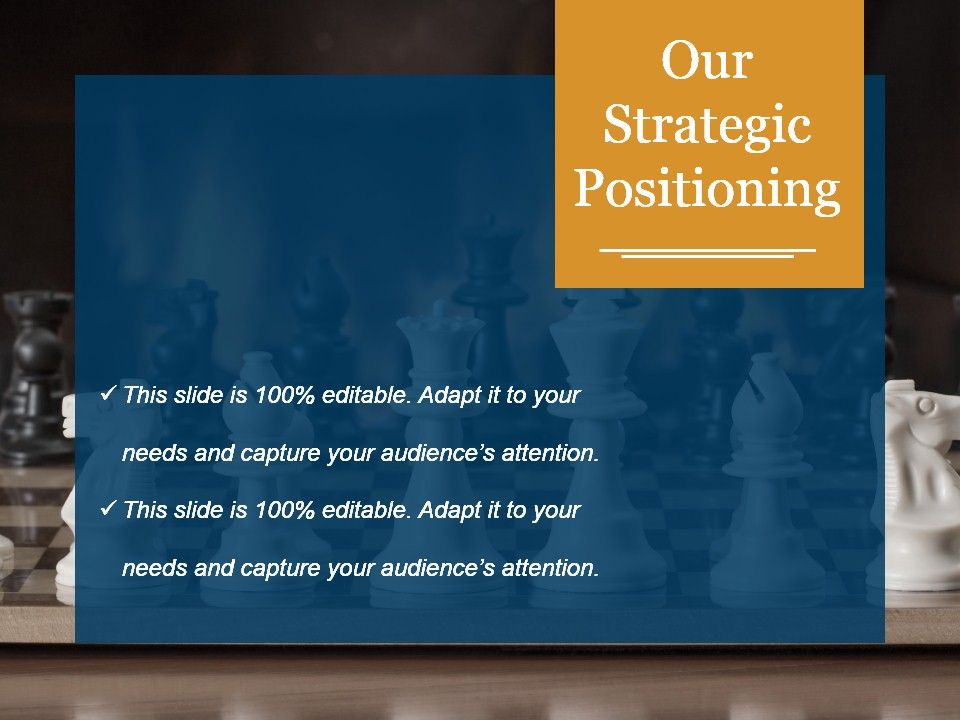 Our
Strategic
Positioning
✓ This slide is 100% editable. Adapt it to your
needs and capture your audience’s attention.
✓ This slide is 100% editable. Adapt it to your
needs and capture your audience’s attention.